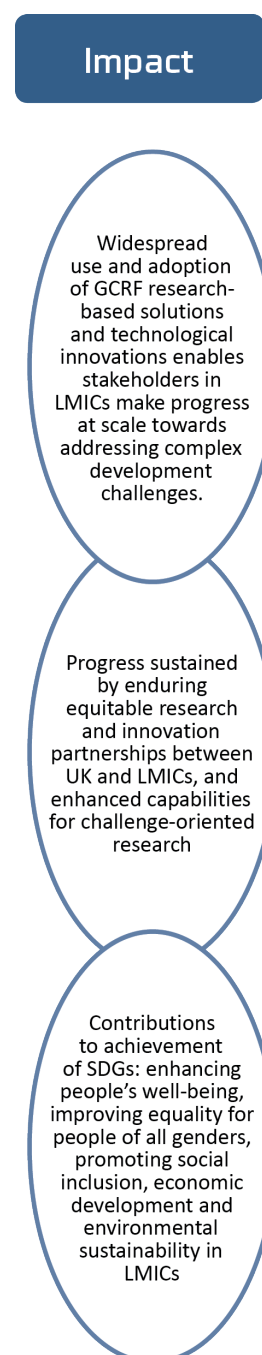 Impact
Widespread
use and adoption
of GCRF research-
based solutions
and technological
innovations enables
stakeholders in
LMICs make progress
at scale towards
addressing complex
development
challenges.
Progress sustained
by enduring
equitable research
and innovation
partnerships between
UK and LMICs, and
enhanced capabilities
for challenge-oriented
research
Contributions
to achievement
of SDGs: enhancing
people’s well-being,
improving equality for
people of all genders,
promoting social
inclusion, economic
development and
environmental
sustainability in
LMICs